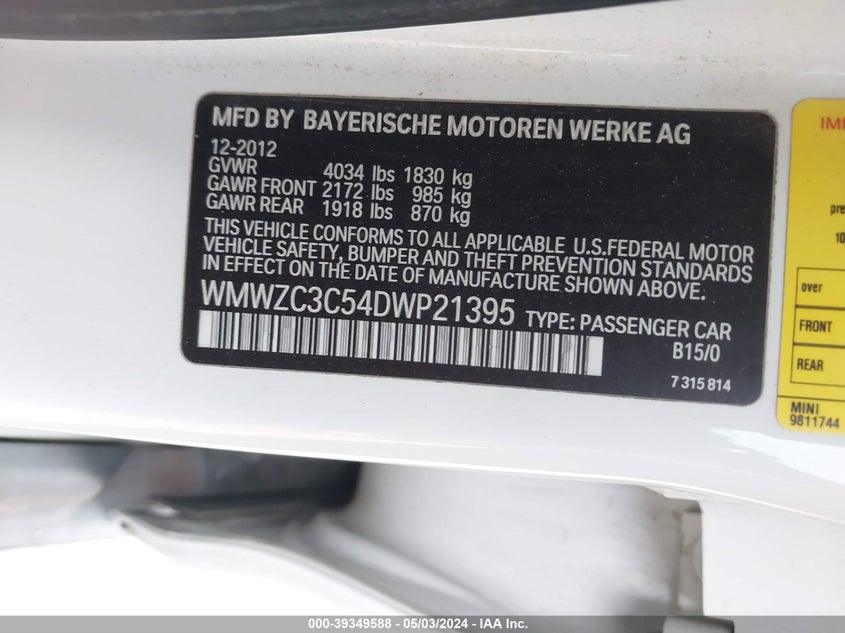 MFD BY BAYERISCHE MOTOREN WERKE AG
12-2012
GVWR 4034 lbs 1830 kg
GAWR FRONT 2172 lbs 985 kg
GAWR REAR 1918 lbs 870 kg
THIS VEHICLE CONFORMS TO ALL APPLICABLE U.S.FEDERAL MOTOR
VEHICLE SAFETY, BUMPER AND THEFT PREVENTION STANDARDS
IN EFFECT ON THE DATE OF MANUFACTURE SHOWN ABOVE.
WMWZC3C54DWP21395 TYPE: PASSENGER CAR
B15/0
7 315 814
over
FRONT
REAR
MINI
9811744
000-39349588 - 05/03/2024 - IAA Inc.